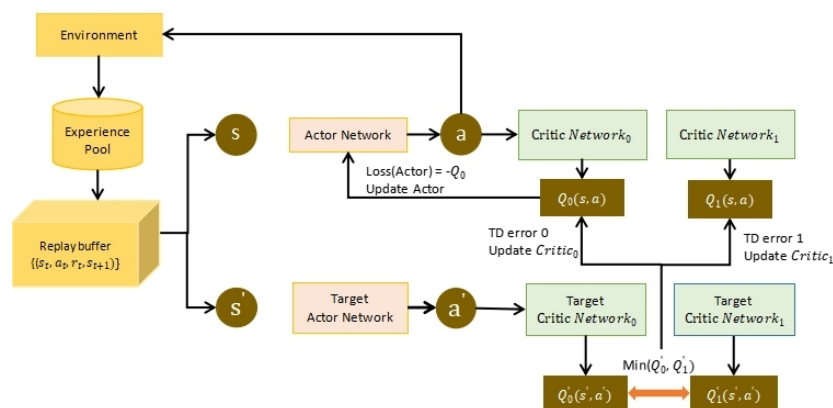 Environment
Experience
Pool
Replay buffer
{(s_t, a_t, r_t, s_{t+1})}
s
s'
Actor Network
a
Critic Network_0
Critic Network_1
Loss(Actor) = -Q_0
Update Actor
Q_0(s, a)
Q_1(s, a)
TD error 0
Update Critic_0
TD error 1
Update Critic_1
Target
Actor Network
a'
Target
Critic Network_0
Target
Critic Network_1
Min(Q'_0, Q'_1)
Q'_0(s', a')
Q'_1(s', a')